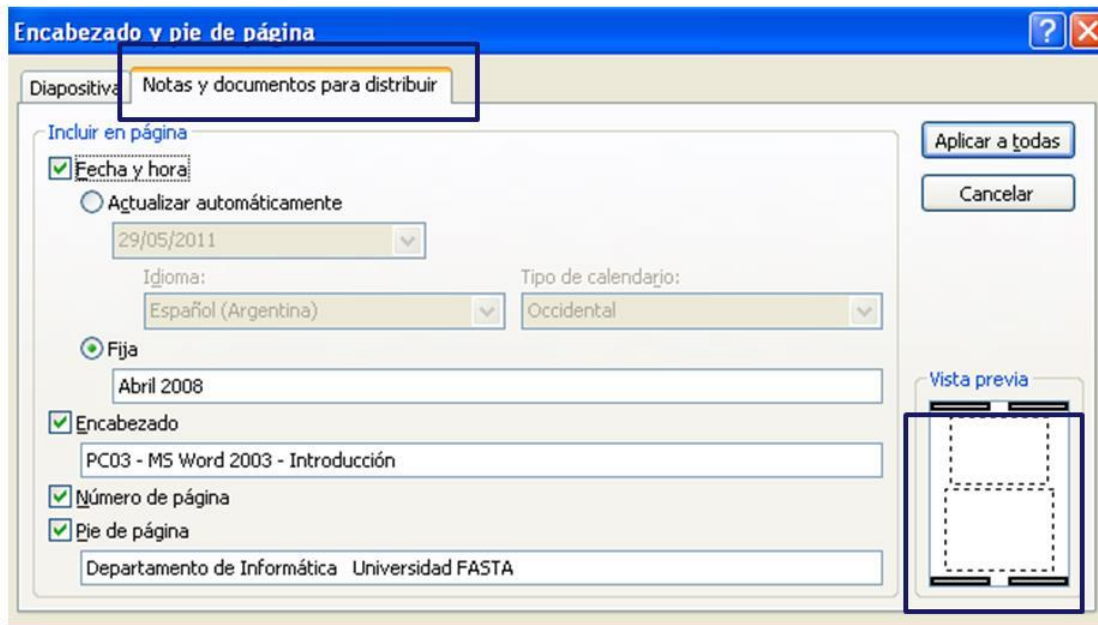 Encabezado y pie de página
Diapositiva
Notas y documentos para distribuir
Incluir en página
Fecha y hora
Actualizar automáticamente
29/05/2011
Idioma:
Tipo de calendario:
Español (Argentina)
Occidental
Fija
Abril 2008
Encabezado
PC03 - MS Word 2003 - Introducción
Número de página
Pie de página
Departamento de Informática Universidad FASTA
Aplicar a todas
Cancelar
Vista previa